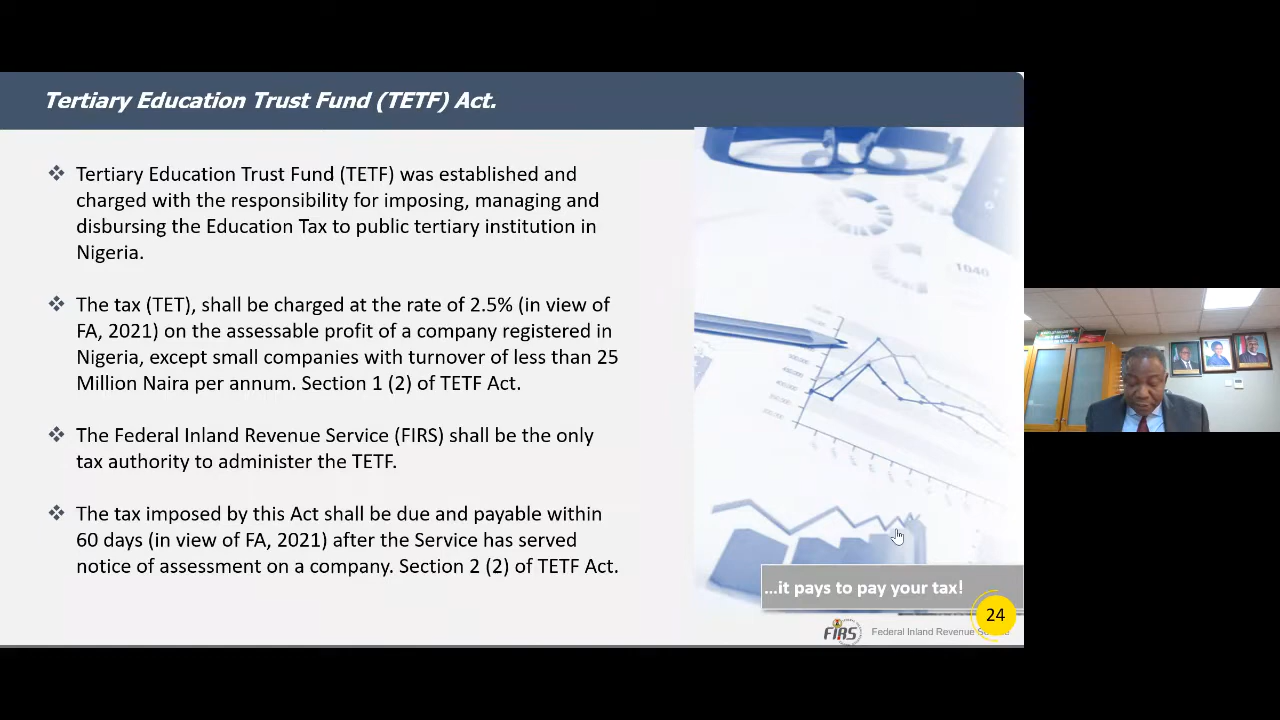 Tertiary Education Trust Fund (TETF) Act.
❖ Tertiary Education Trust Fund (TETF) was established and
charged with the responsibility for imposing, managing and
disbursing the Education Tax to public tertiary institution in
Nigeria.
❖ The tax (TET), shall be charged at the rate of 2.5% (in view of
FA, 2021) on the assessable profit of a company registered in
Nigeria, except small companies with turnover of less than 25
Million Naira per annum. Section 1 (2) of TETF Act.
❖ The Federal Inland Revenue Service (FIRS) shall be the only
tax authority to administer the TETF.
❖ The tax imposed by this Act shall be due and payable within
60 days (in view of FA, 2021) after the Service has served
notice of assessment on a company. Section 2 (2) of TETF Act.
1040
...it pays to pay your tax!
24
FIRS Federal Inland Revenue